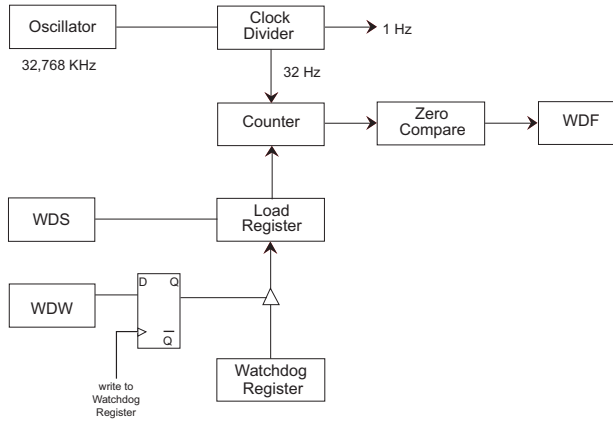 Oscillator
Clock
Divider
1 Hz
32,768 KHz
32 Hz
Counter
Zero
Compare
WDF
WDS
Load
Register
D Q
WDW
Q
Watchdog
Register
write to
Watchdog
Register